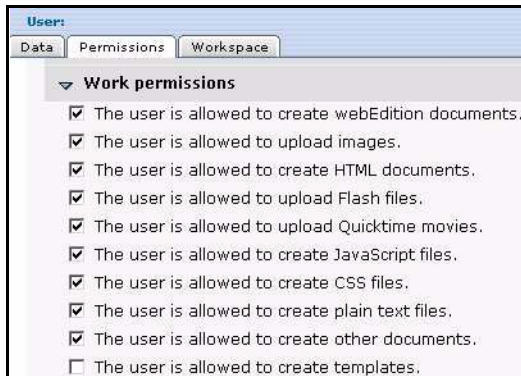 User:
Data Permissions Workspace
Work permissions
The user is allowed to create webEdition documents.
The user is allowed to upload images.
The user is allowed to create HTML documents.
The user is allowed to upload Flash files.
The user is allowed to upload Quicktime movies.
The user is allowed to create JavaScript files.
The user is allowed to create CSS files.
The user is allowed to create plain text files.
The user is allowed to create other documents.
The user is allowed to create templates.